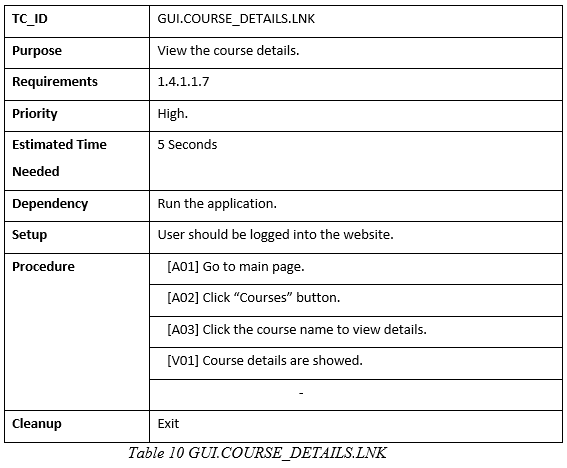 TC_ID GUI.COURSE_DETAILS.LNK
Purpose View the course details.
Requirements 1.4.1.1.7
Priority High.
Estimated Time 5 Seconds
Needed
Dependency Run the application.
Setup User should be logged into the website.
Procedure [A01] Go to main page.
[A02] Click “Courses” button.
[A03] Click the course name to view details.
[V01] Course details are showed.
-
Cleanup Exit
Table 10 GUI.COURSE_DETAILS.LNK